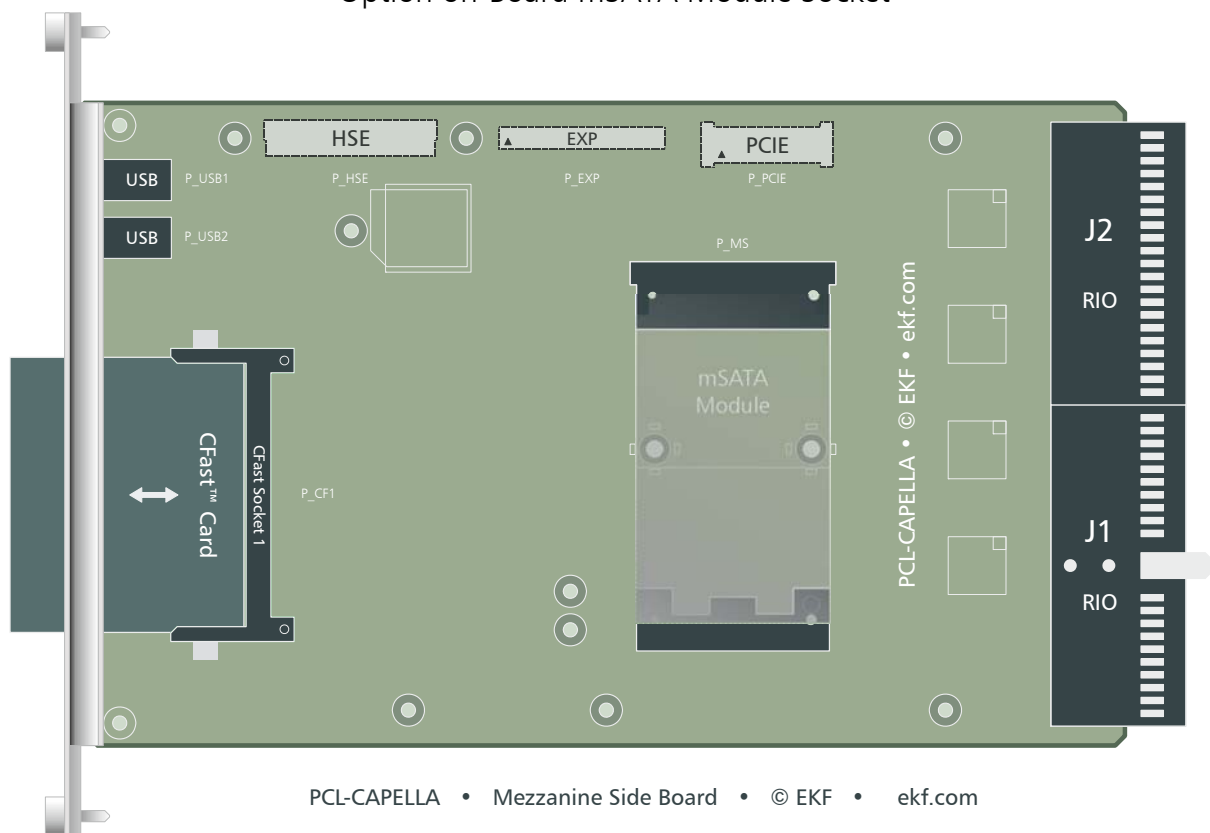 Option on-Board mSATA Module Socket
HSE
EXP
PCIE
USB
P_USB1
P_HSE
P_EXP
P_PCIE
USB
P_USB2
P_MS
J2
RIO
mSATA
Module
CFast™ Card
CFast Socket 1
P_CF1
PCL-CAPELLA • © EKF • ekf.com
J1
RIO
PCL-CAPELLA • Mezzanine Side Board • © EKF • ekf.com